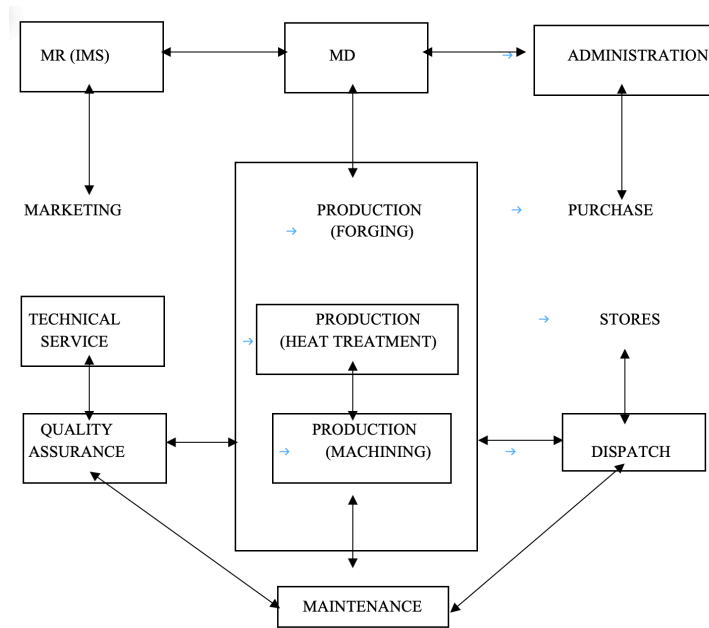 MR (IMS)
MD
ADMINISTRATION
MARKETING
PRODUCTION
(FORGING)
PURCHASE
TECHNICAL
SERVICE
PRODUCTION
(HEAT TREATMENT)
STORES
QUALITY
ASSURANCE
PRODUCTION
(MACHINING)
DISPATCH
MAINTENANCE